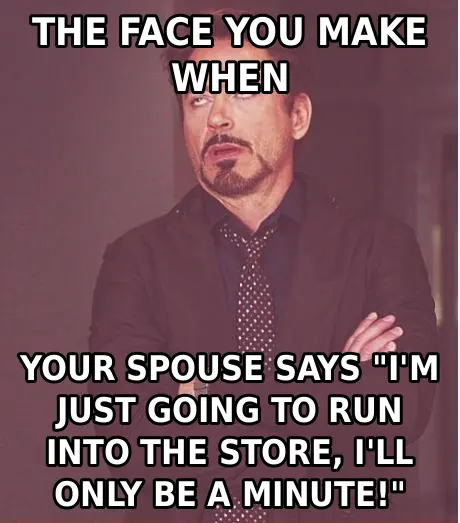 THE FACE YOU MAKE
WHEN
YOUR SPOUSE SAYS "I'M
JUST GOING TO RUN
INTO THE STORE, I'LL
ONLY BE A MINUTE!"